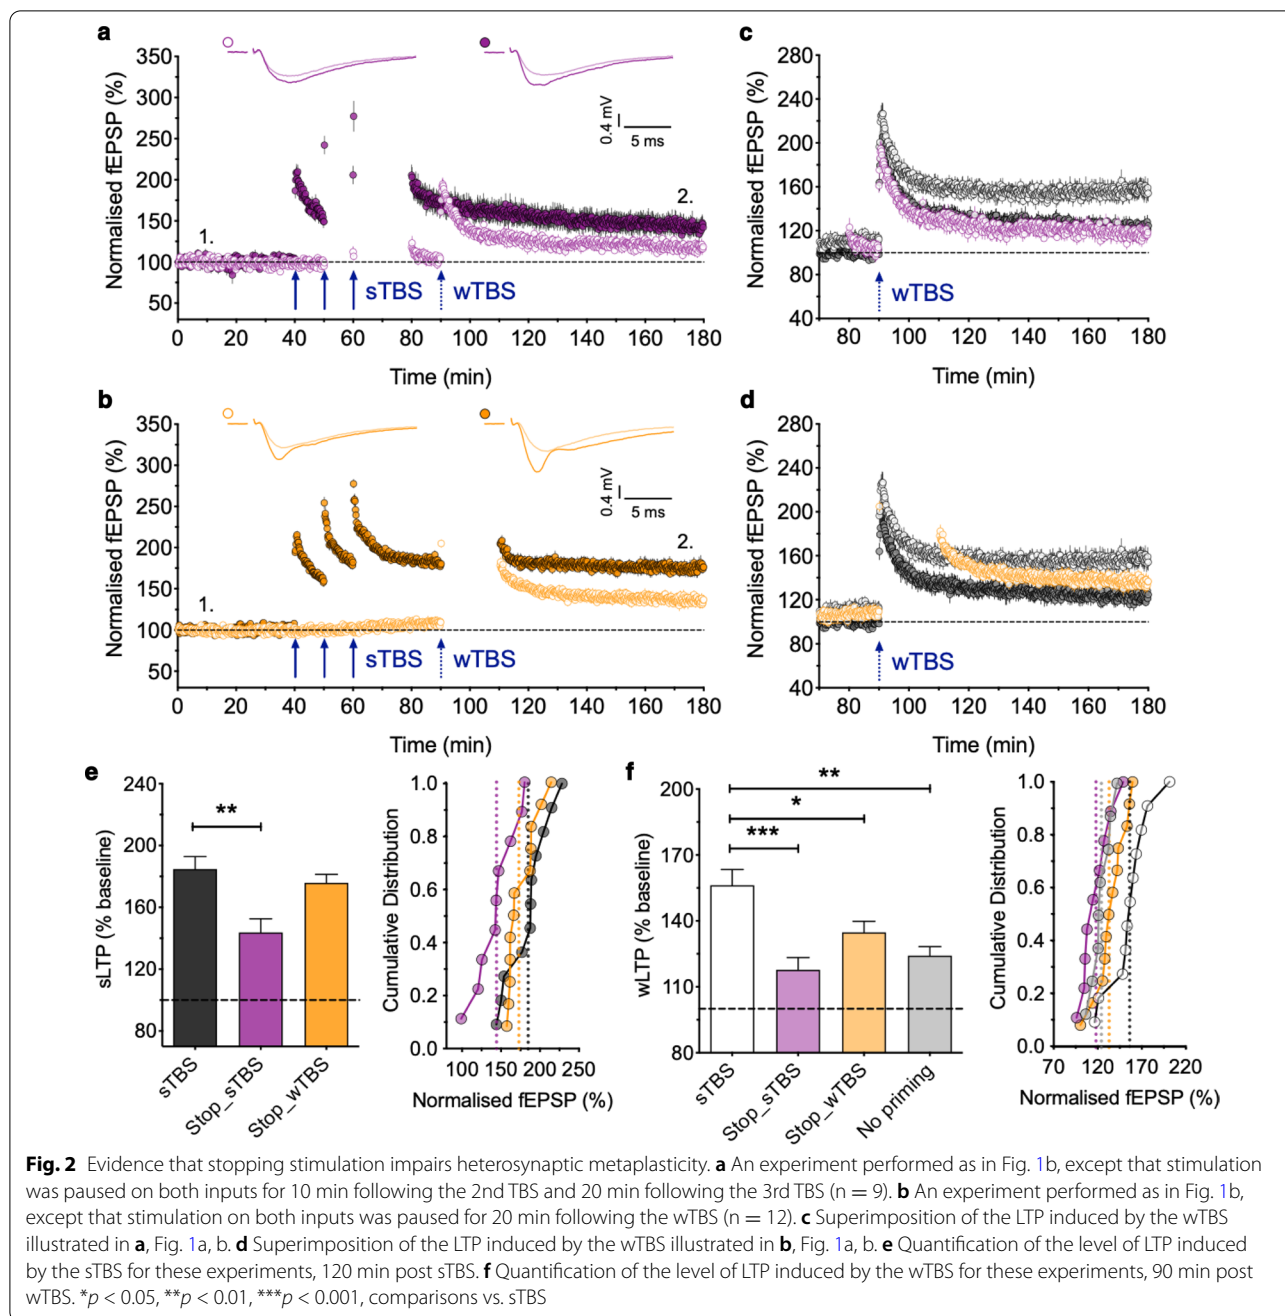 a
350
300
250
200
150
100
50
Normalised fEPSP (%)
1.
2.
0.4 mV
5 ms
sTBS
wTBS
0 20 40 60 80 100 120 140 160 180
Time (min)
c
280
240
200
160
120
80
40
Normalised fEPSP (%)
wTBS
80 100 120 140 160 180
Time (min)
b
350
300
250
200
150
100
50
Normalised fEPSP (%)
1.
2.
0.4 mV
5 ms
sTBS
wTBS
0 20 40 60 80 100 120 140 160 180
Time (min)
d
280
240
200
160
120
80
40
Normalised fEPSP (%)
wTBS
80 100 120 140 160 180
Time (min)
e
240
200
160
120
80
sLTP (% baseline)
**
sTBS
Stop_sTBS
Stop_wTBS
1.0
0.8
0.6
0.4
0.2
0.0
Cumulative Distribution
100 150 200 250
Normalised fEPSP (%)
f
200
170
140
110
80
wLTP (% baseline)
**
*
***
sTBS
Stop_sTBS
Stop_wTBS
No priming
1.0
0.8
0.6
0.4
0.2
0.0
Cumulative Distribution
70 120 170 220
Normalised fEPSP (%)
Fig. 2 Evidence that stopping stimulation impairs heterosynaptic metaplasticity. a An experiment performed as in Fig. 1b, except that stimulation
was paused on both inputs for 10 min following the 2nd TBS and 20 min following the 3rd TBS (n = 9). b An experiment performed as in Fig. 1b,
except that stimulation on both inputs was paused for 20 min following the wTBS (n = 12). c Superimposition of the LTP induced by the wTBS
illustrated in a, Fig. 1a, b. d Superimposition of the LTP induced by the wTBS illustrated in b, Fig. 1a, b. e Quantification of the level of LTP induced
by the sTBS for these experiments, 120 min post sTBS. f Quantification of the level of LTP induced by the wTBS for these experiments, 90 min post
wTBS. *p < 0.05, **p < 0.01, ***p < 0.001, comparisons vs. sTBS